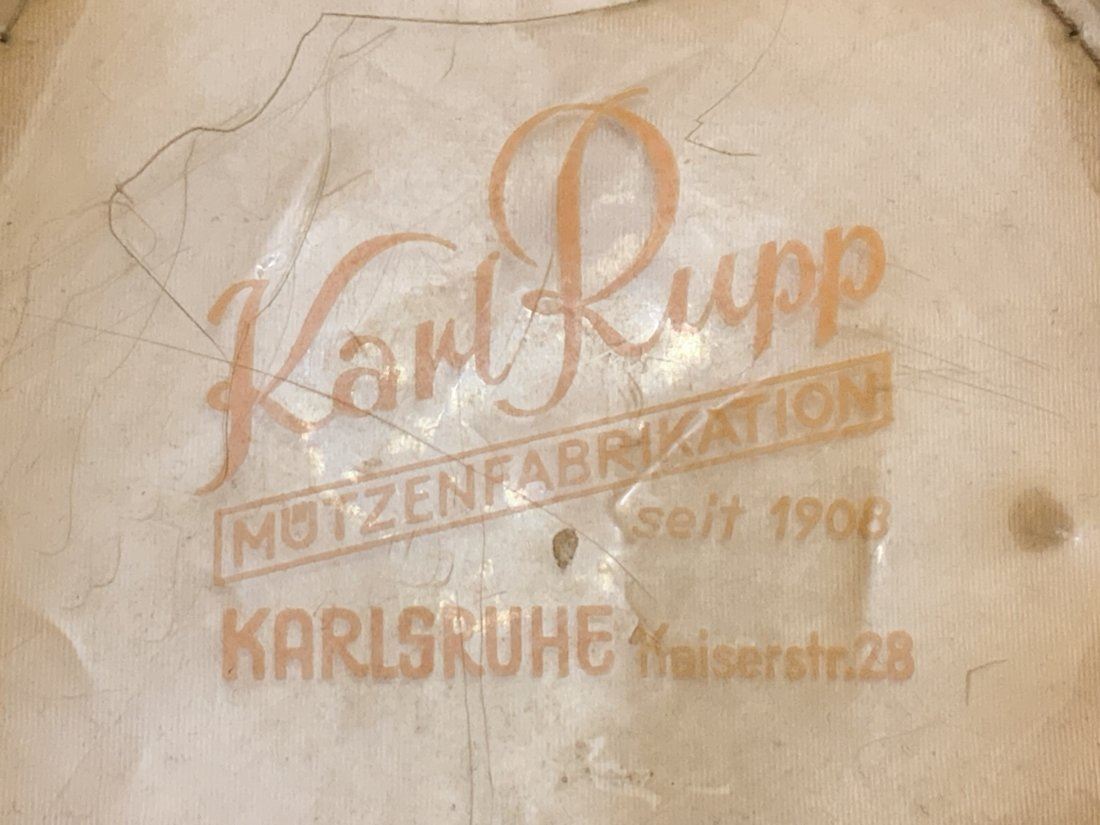 Karl Rupp
MÜTZENFABRIKATION
seit 1908
KARLSRUHE Kaiserstr.28